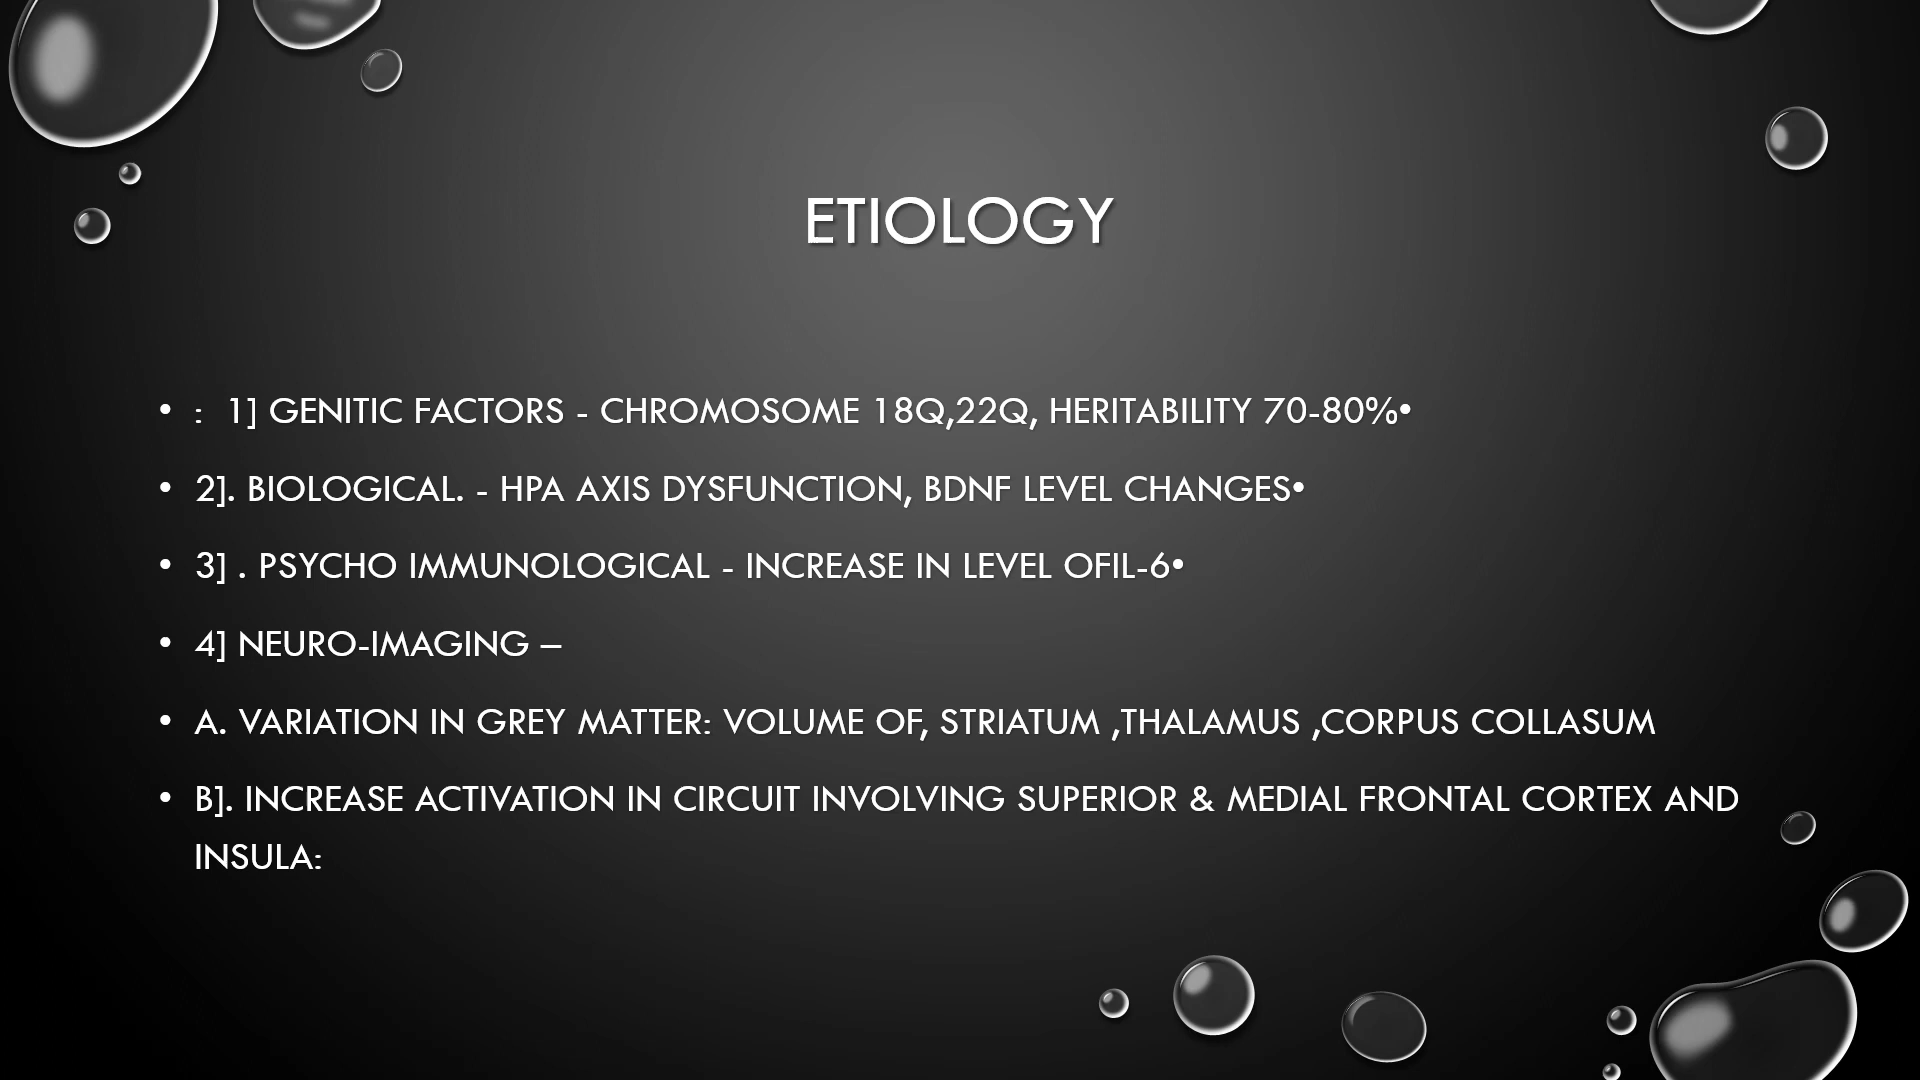 ETIOLOGY
• : 1] GENITIC FACTORS - CHROMOSOME 18Q,22Q, HERITABILITY 70-80%•
• 2]. BIOLOGICAL. - HPA AXIS DYSFUNCTION, BDNF LEVEL CHANGES•
• 3] . PSYCHO IMMUNOLOGICAL - INCREASE IN LEVEL OFIL-6•
• 4] NEURO-IMAGING –
• A. VARIATION IN GREY MATTER: VOLUME OF, STRIATUM ,THALAMUS ,CORPUS COLLASUM
• B]. INCREASE ACTIVATION IN CIRCUIT INVOLVING SUPERIOR & MEDIAL FRONTAL CORTEX AND
INSULA: